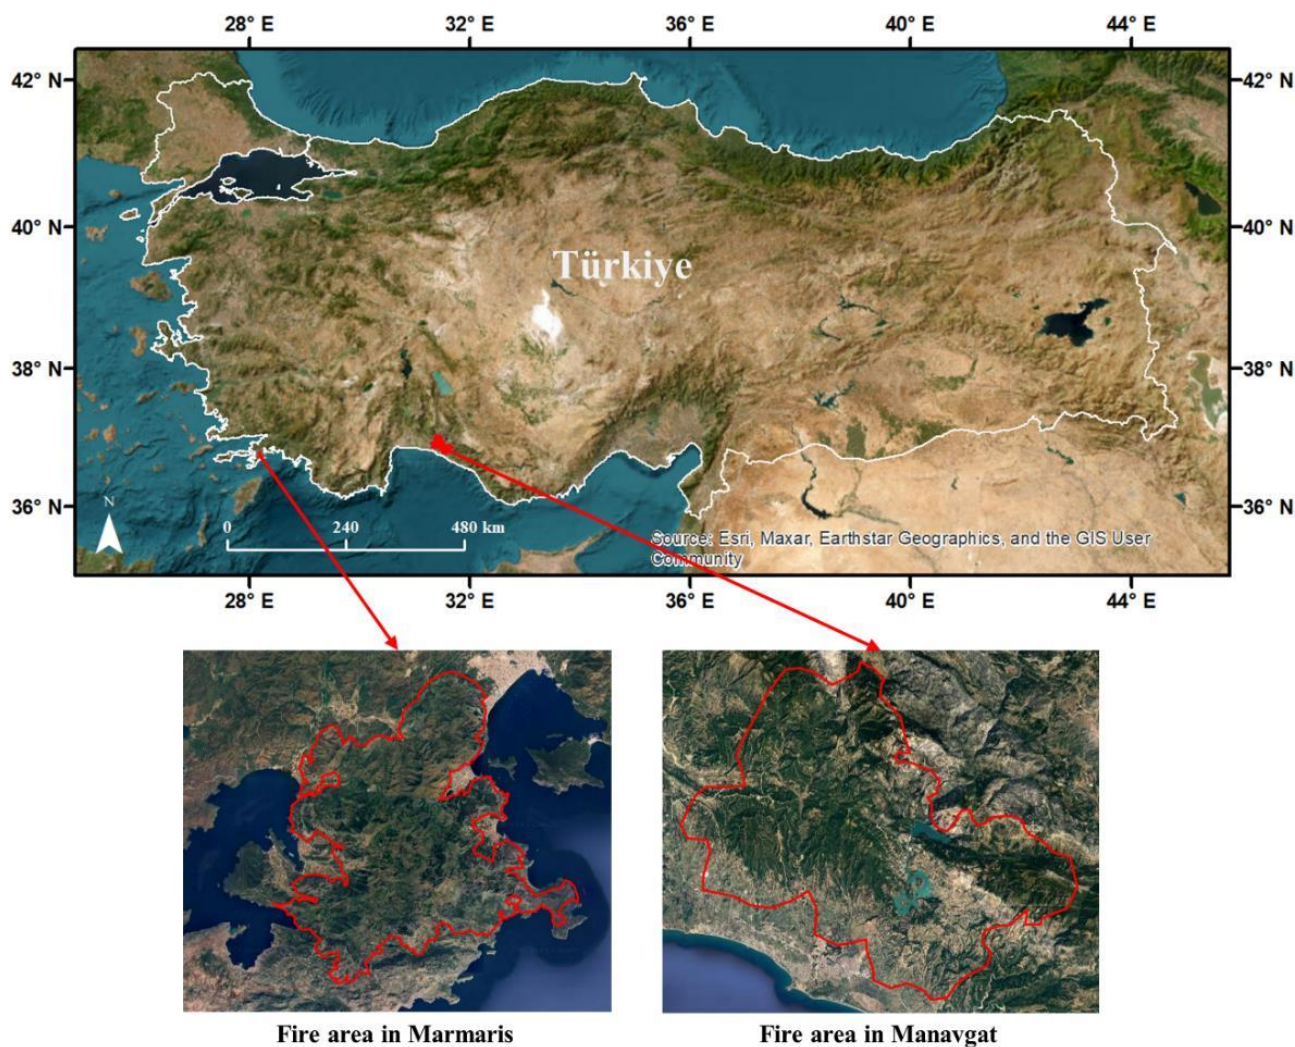 28° E 32° E 36° E 40° E 44° E
42° N 42° N
40° N 40° N
Türkiye
38° N 38° N
N
36° N 36° N
0 240 480 km
Source: Esri, Maxar, Earthstar Geographics, and the GIS User
Community
28° E 32° E 36° E 40° E 44° E
Fire area in Marmaris
Fire area in Manavgat